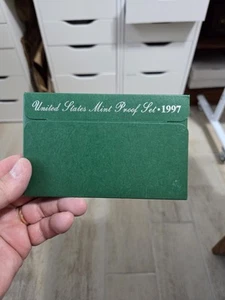 United States Mint Proof Set • 1997